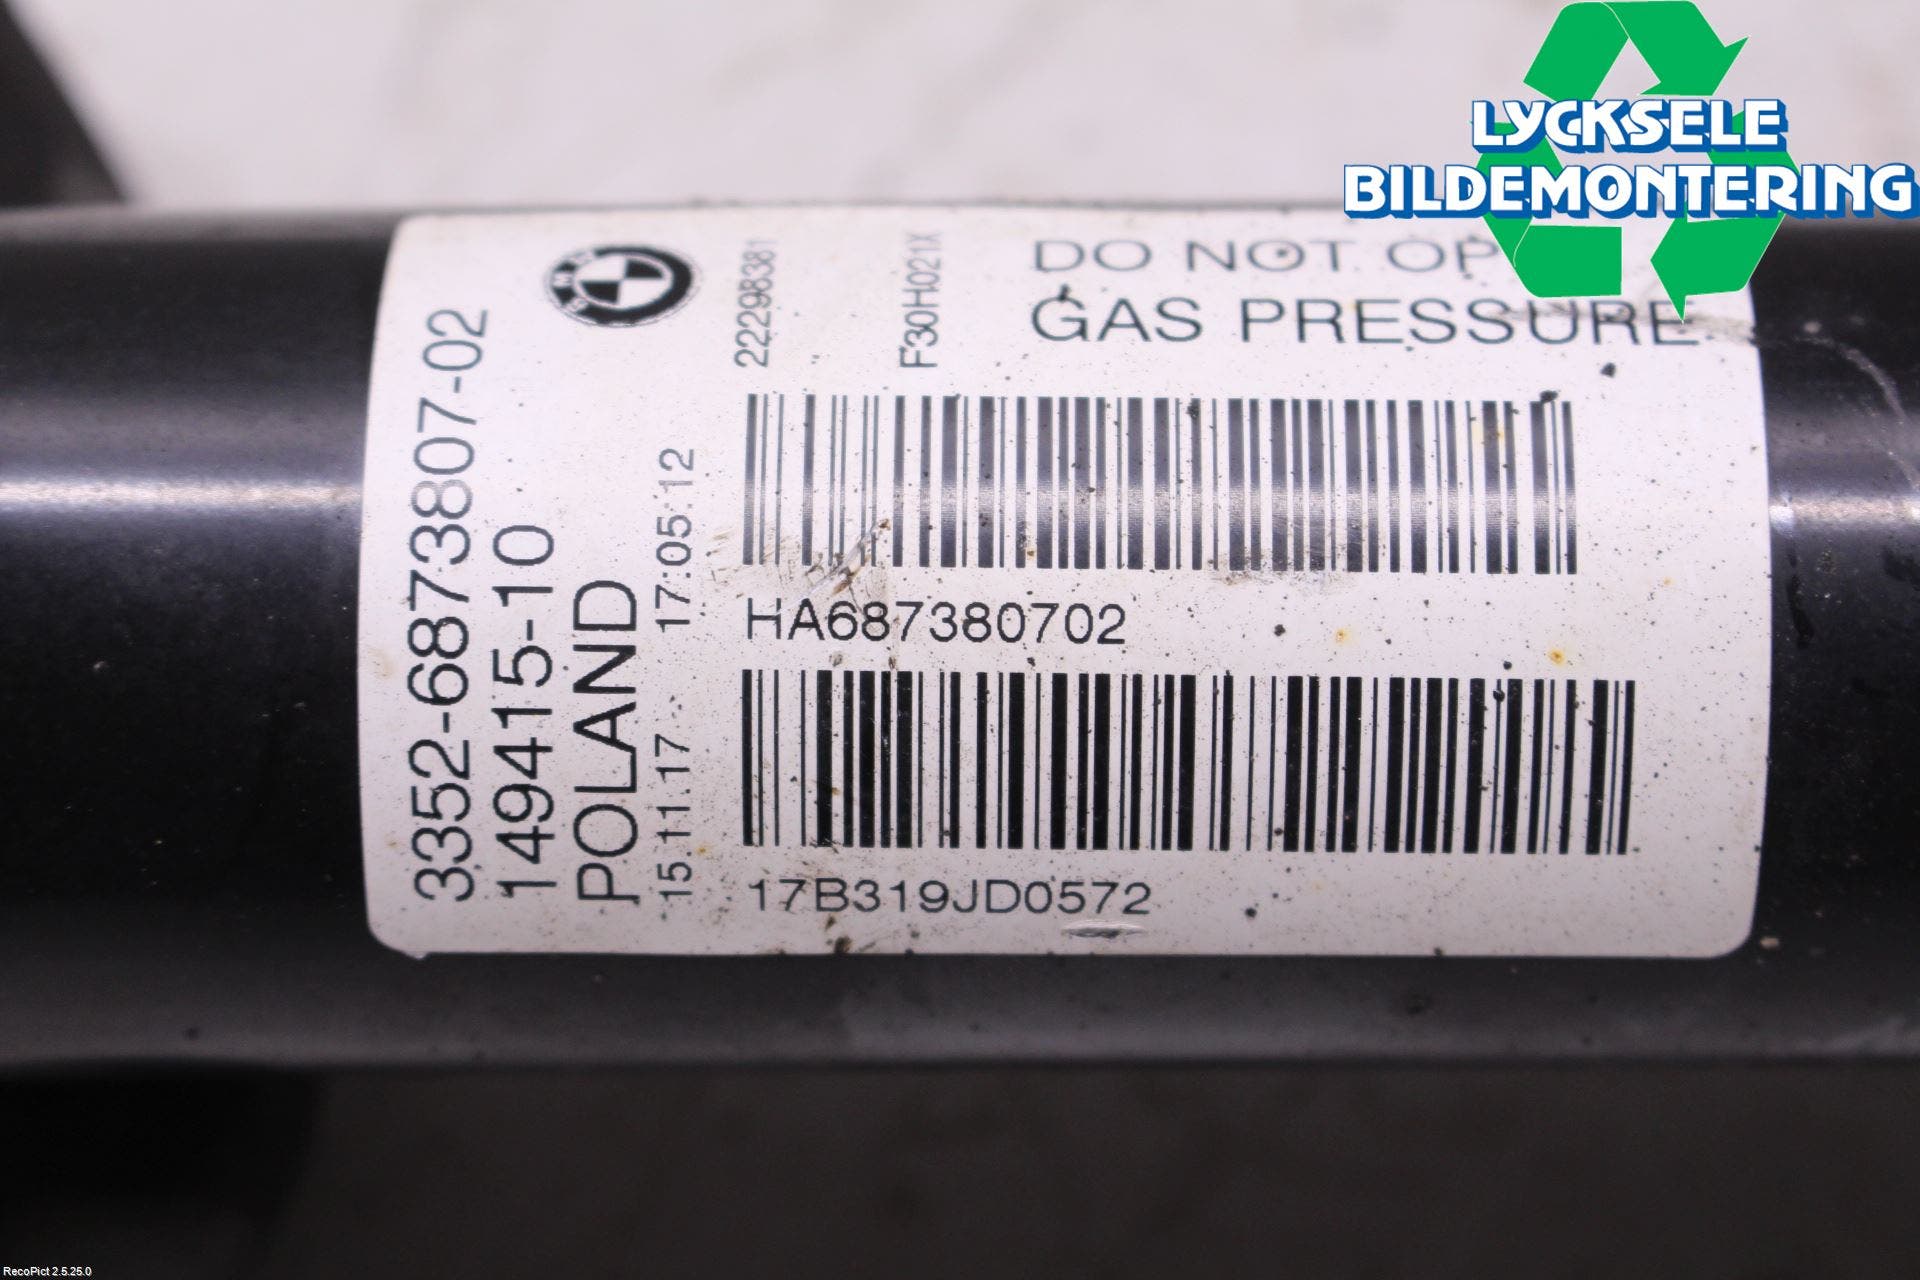 LYCKSELE
BILDEMONTERING
BMW
22298381
F30H021X
DO NOT OP
GAS PRESSURE
3352-6873807-02
149415-10
POLAND
15.11.17 17:05:12
HA687380702
17B319JD0572
RecoPict 2.5.25.0